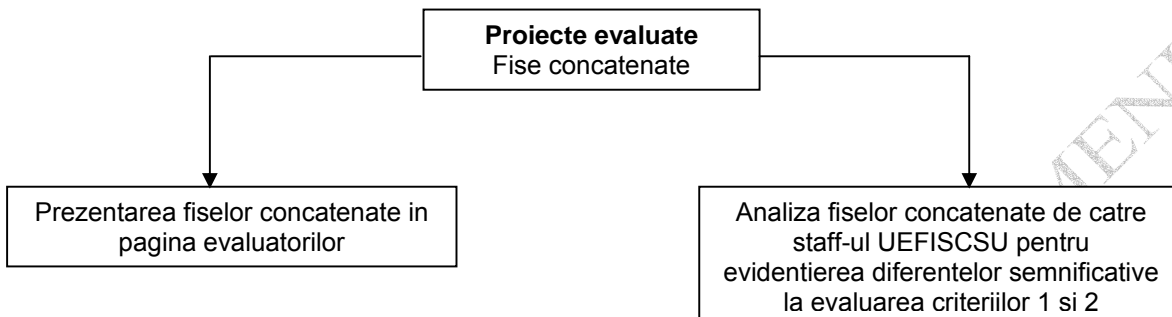 Proiecte evaluate
Fise concatenate
Prezentarea fiselor concatenate in
pagina evaluatorilor
Analiza fiselor concatenate de catre
staff-ul UEFISCSU pentru
evidentierea diferentelor semnificative
la evaluarea criteriilor 1 si 2